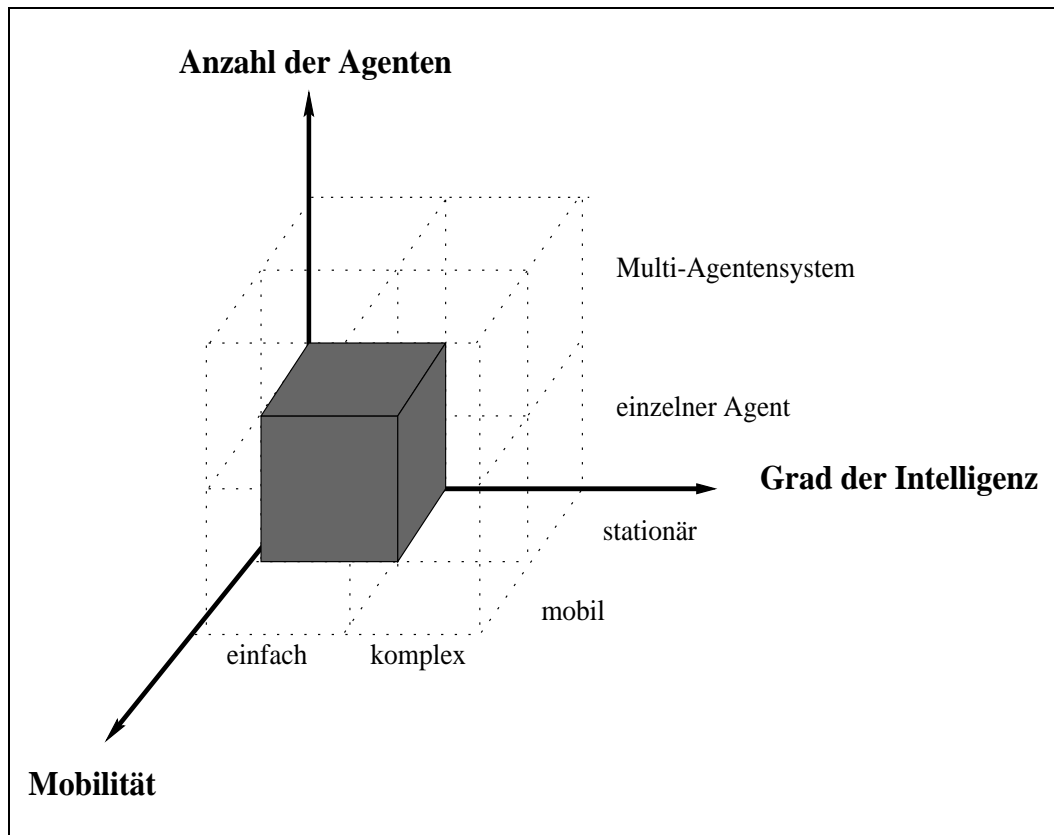 Anzahl der Agenten
Multi-Agentensystem
einzelner Agent
Grad der Intelligenz
stationär
mobil
einfach
komplex
Mobilität